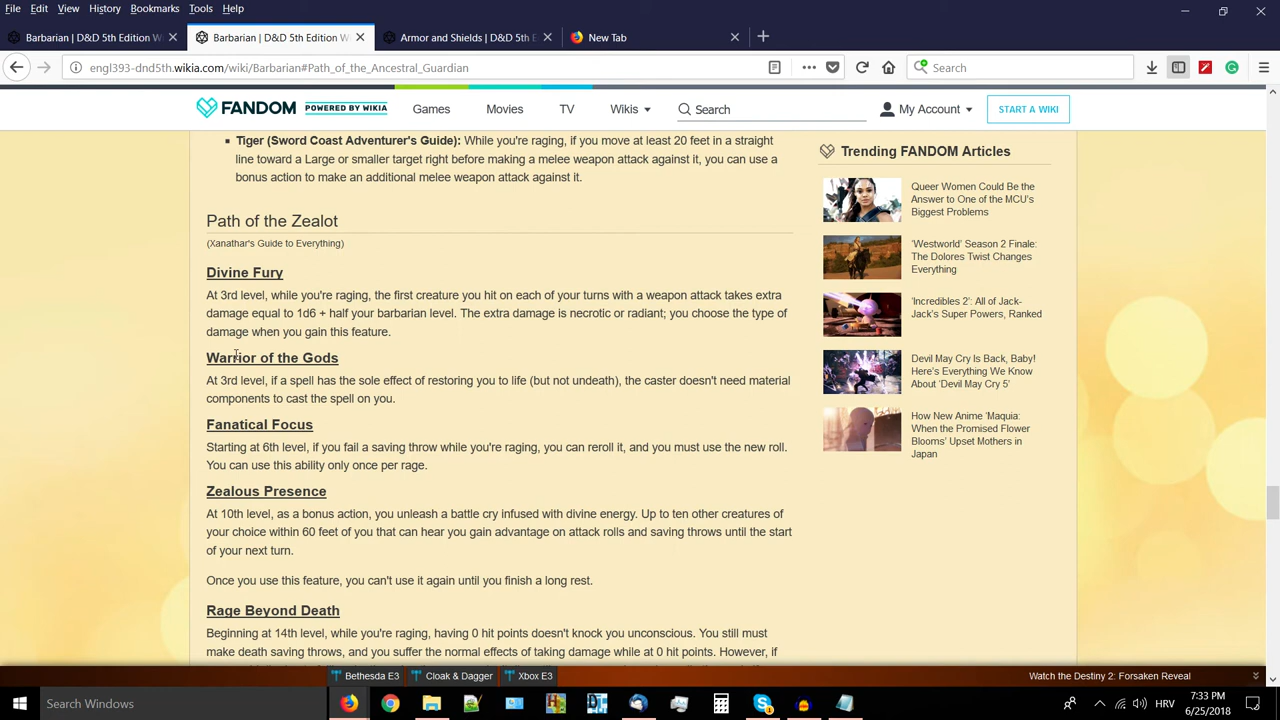 File Edit View History Bookmarks Tools Help
Barbarian | D&D 5th Edition W
Barbarian | D&D 5th Edition W
Armor and Shields | D&D 5th E
New Tab
engl393-dnd5th.wikia.com/wiki/Barbarian#Path_of_the_Ancestral_Guardian
Search
FANDOM POWERED BY WIKIA Games Movies TV Wikis Search My Account START A WIKI
Tiger (Sword Coast Adventurer's Guide): While you're raging, if you move at least 20 feet in a straight
line toward a Large or smaller target right before making a melee weapon attack against it, you can use a
bonus action to make an additional melee weapon attack against it.
Path of the Zealot
(Xanathar's Guide to Everything)
Divine Fury
At 3rd level, while you're raging, the first creature you hit on each of your turns with a weapon attack takes extra
damage equal to 1d6 + half your barbarian level. The extra damage is necrotic or radiant; you choose the type of
damage when you gain this feature.
Warrior of the Gods
At 3rd level, if a spell has the sole effect of restoring you to life (but not undeath), the caster doesn't need material
components to cast the spell on you.
Fanatical Focus
Starting at 6th level, if you fail a saving throw while you're raging, you can reroll it, and you must use the new roll.
You can use this ability only once per rage.
Zealous Presence
At 10th level, as a bonus action, you unleash a battle cry infused with divine energy. Up to ten other creatures of
your choice within 60 feet of you that can hear you gain advantage on attack rolls and saving throws until the start
of your next turn.
Once you use this feature, you can't use it again until you finish a long rest.
Rage Beyond Death
Beginning at 14th level, while you're raging, having 0 hit points doesn't knock you unconscious. You still must
make death saving throws, and you suffer the normal effects of taking damage while at 0 hit points. However, if
Trending FANDOM Articles
Queer Women Could Be the
Answer to One of the MCU's
Biggest Problems
'Westworld' Season 2 Finale:
The Dolores Twist Changes
Everything
'Incredibles 2': All of Jack-
Jack's Super Powers, Ranked
Devil May Cry Is Back, Baby!
Here's Everything We Know
About 'Devil May Cry 5'
How New Anime 'Maquia:
When the Promised Flower
Blooms' Upset Mothers in
Japan
Bethesda E3 Cloak & Dagger Xbox E3 Watch the Destiny 2: Forsaken Reveal
Search Windows
HRV
7:33 PM
6/25/2018